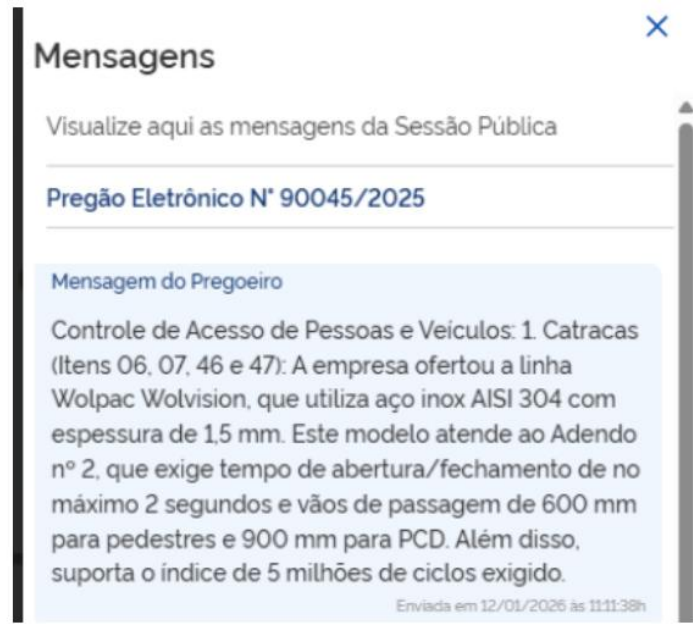 Mensagens
Visualize aqui as mensagens da Sessão Pública
Pregão Eletrônico N° 90045/2025
Mensagem do Pregoeiro
Controle de Acesso de Pessoas e Veículos: 1. Catracas
(Itens 06, 07, 46 e 47): A empresa ofertou a linha
Wolpac Wolvision, que utiliza aço inox AISI 304 com
espessura de 1,5 mm. Este modelo atende ao Adendo
nº 2, que exige tempo de abertura/fechamento de no
máximo 2 segundos e vãos de passagem de 600 mm
para pedestres e 900 mm para PCD. Além disso,
suporta o índice de 5 milhões de ciclos exigido.
Enviada em 12/01/2026 às 11:11:38h